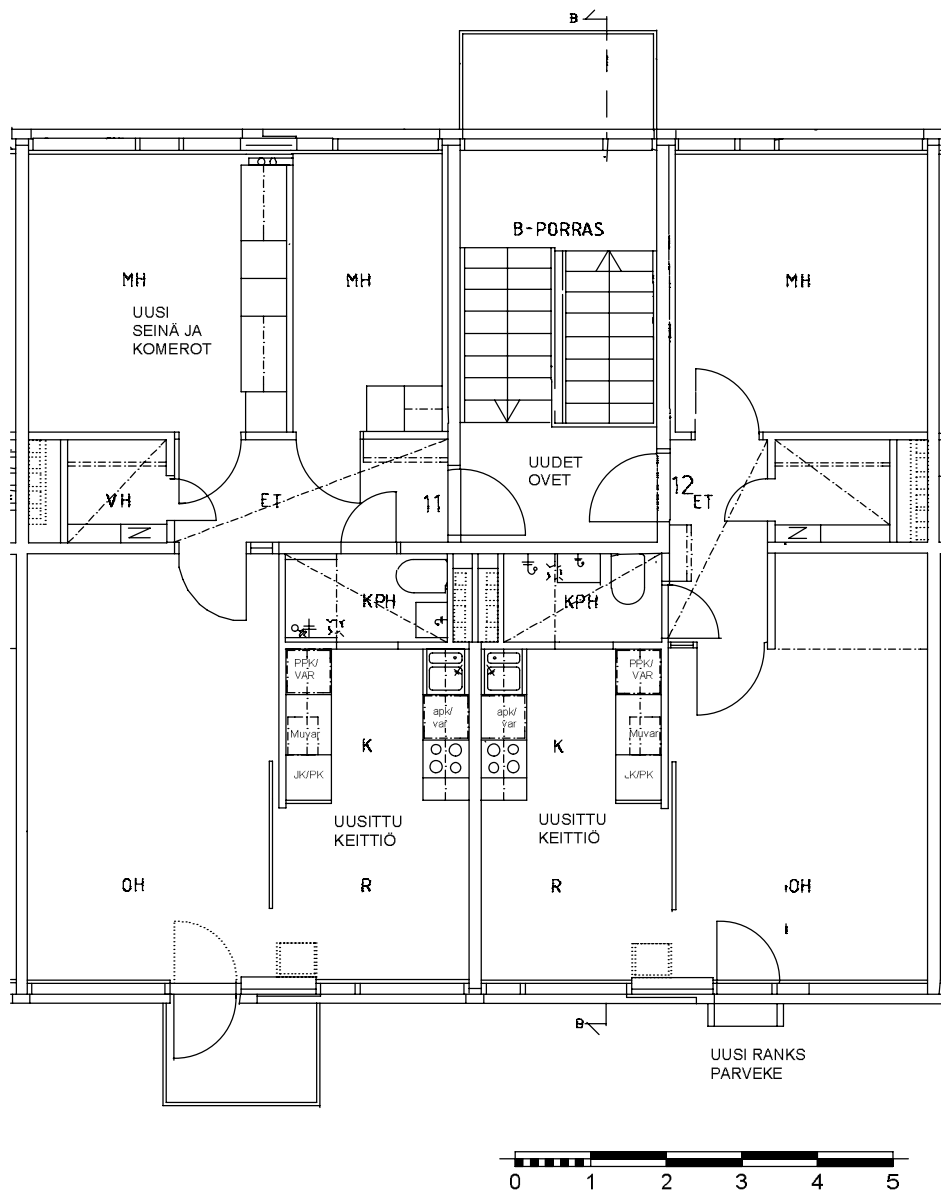 B
B-PORRAS
MH
MH
MH
UUSI
SEINÄ JA
KOMEROT
UUDET
OVET
VH
ET
11
12
ET
N
N
KPH
KPH
PPK/
VAR
apk/
var
apk/
var
PPK/
VAR
Muvar
K
K
Muvar
JK/PK
JK/PK
UUSITTU
KEITTIÖ
UUSITTU
KEITTIÖ
OH
R
R
OH
B
UUSI RANKS
PARVEKE
0 1 2 3 4 5